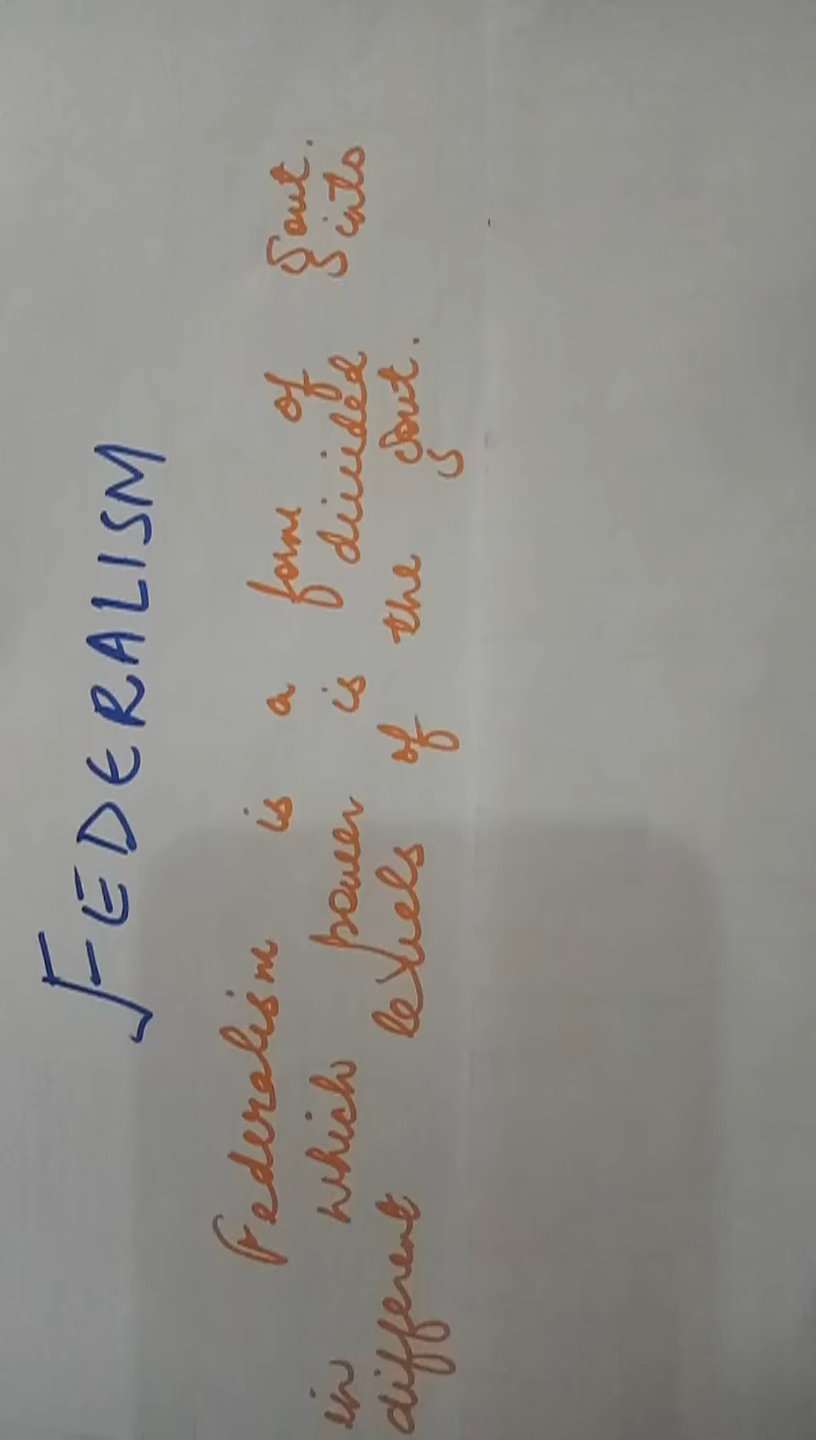 FEDERALISM
Federalism is a form of Govt.
in which power is divided into
different levels of the Govt.